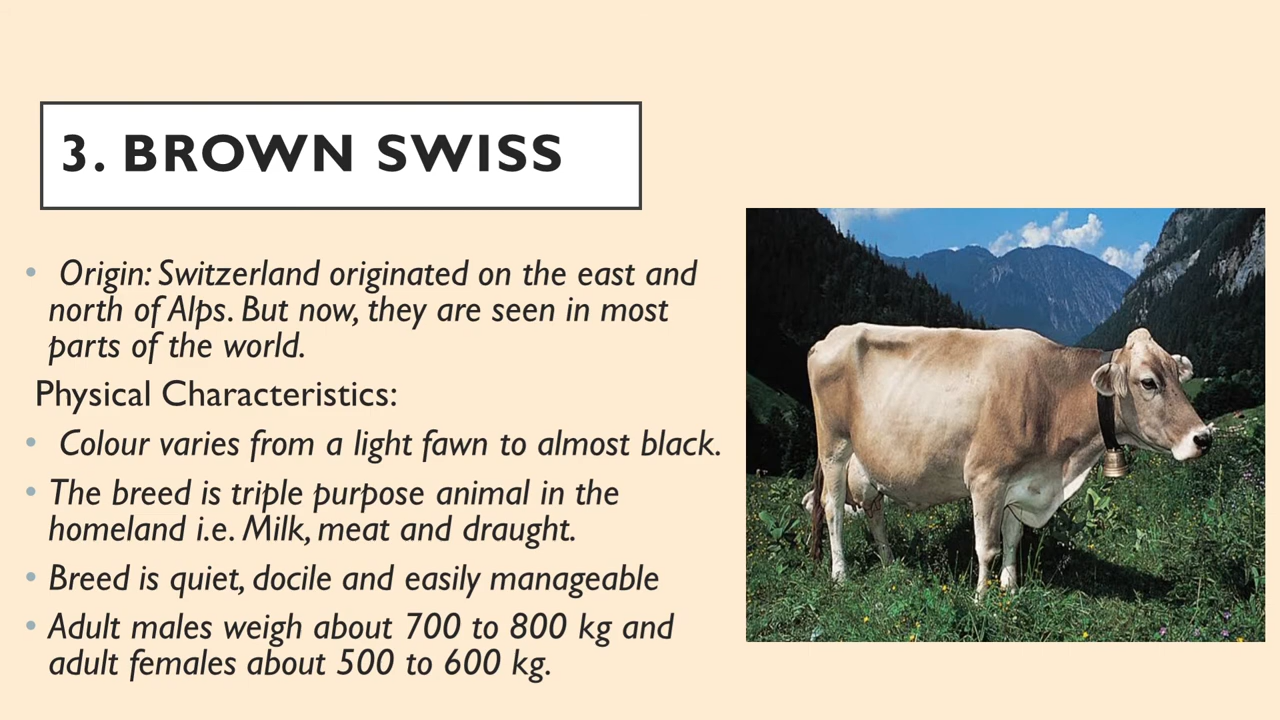 3. BROWN SWISS
• Origin: Switzerland originated on the east and
north of Alps. But now, they are seen in most
parts of the world.
Physical Characteristics:
• Colour varies from a light fawn to almost black.
• The breed is triple purpose animal in the
homeland i.e. Milk, meat and draught.
• Breed is quiet, docile and easily manageable
• Adult males weigh about 700 to 800 kg and
adult females about 500 to 600 kg.